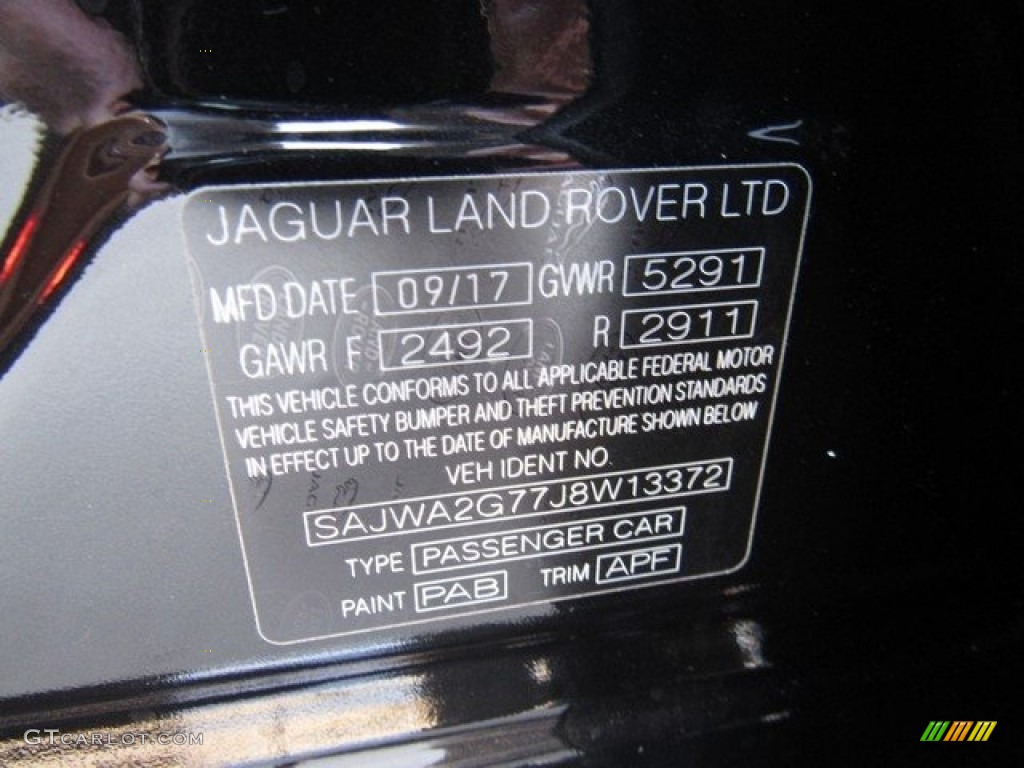 JAGUAR LAND ROVER LTD
MFD DATE 09/17 GVWR 5291
GAWR F 2492 R 2911
THIS VEHICLE CONFORMS TO ALL APPLICABLE FEDERAL MOTOR
VEHICLE SAFETY BUMPER AND THEFT PREVENTION STANDARDS
IN EFFECT UP TO THE DATE OF MANUFACTURE SHOWN BELOW
VEH IDENT NO.
SAJWA2G77J8W13372
TYPE PASSENGER CAR
PAINT PAB TRIM APF
GTCARLOT.COM